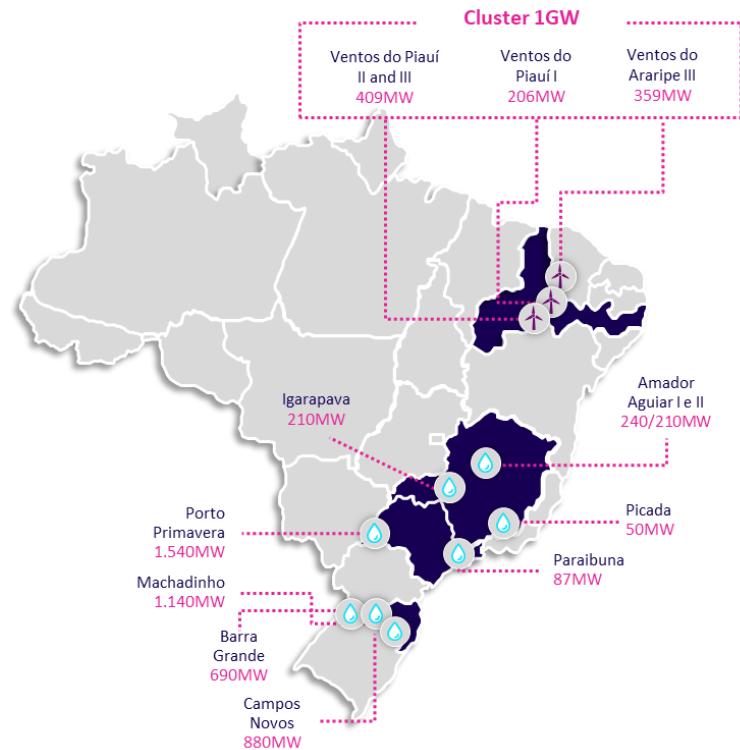 Cluster 1GW
Ventos do Piauí
II and III
409MW
Ventos do
Piauí I
206MW
Ventos do
Araripe III
359MW
Igarapava
210MW
Amador
Aguiar I e II
240/210MW
Porto
Primavera
1.540MW
Picada
50MW
Paraibuna
87MW
Machadinho
1.140MW
Barra
Grande
690MW
Campos
Novos
880MW